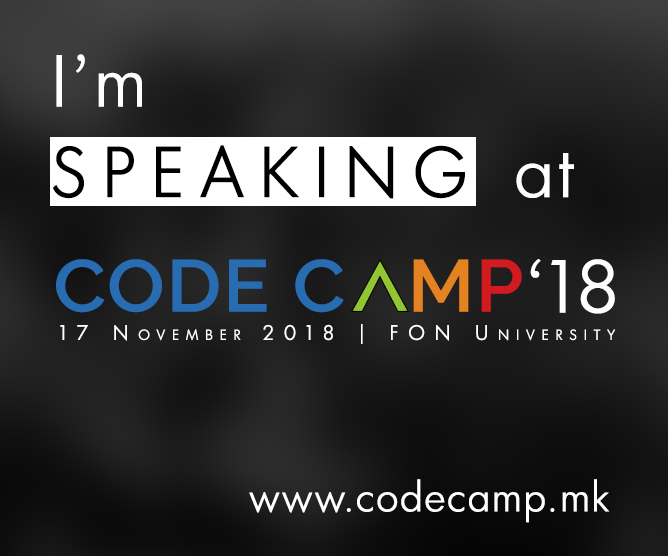 I'm
SPEAKING at
CODE CAMP‘18
17 November 2018 | FON University
www.codecamp.mk